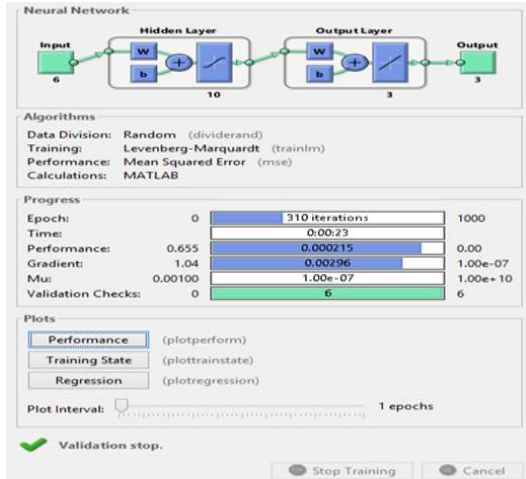 Neural Network
Hidden Layer
Output Layer
Input
Output
W
b
+
W
b
+
6
10
3
3
Algorithms
Data Division: Random (dividerand)
Training: Levenberg-Marquardt (trainlm)
Performance: Mean Squared Error (mse)
Calculations: MATLAB
Progress
Epoch: 0 310 iterations 1000
Time: 0:00:23
Performance: 0.655 0.000215 0.00
Gradient: 1.04 0.00296 1.00e-07
Mu: 0.00100 1.00e-07 1.00e+10
Validation Checks: 0 6 6
Plots
Performance (plotperform)
Training State (plottrainstate)
Regression (plotregression)
Plot Interval: 1 epochs
Validation stop.
Stop Training Cancel